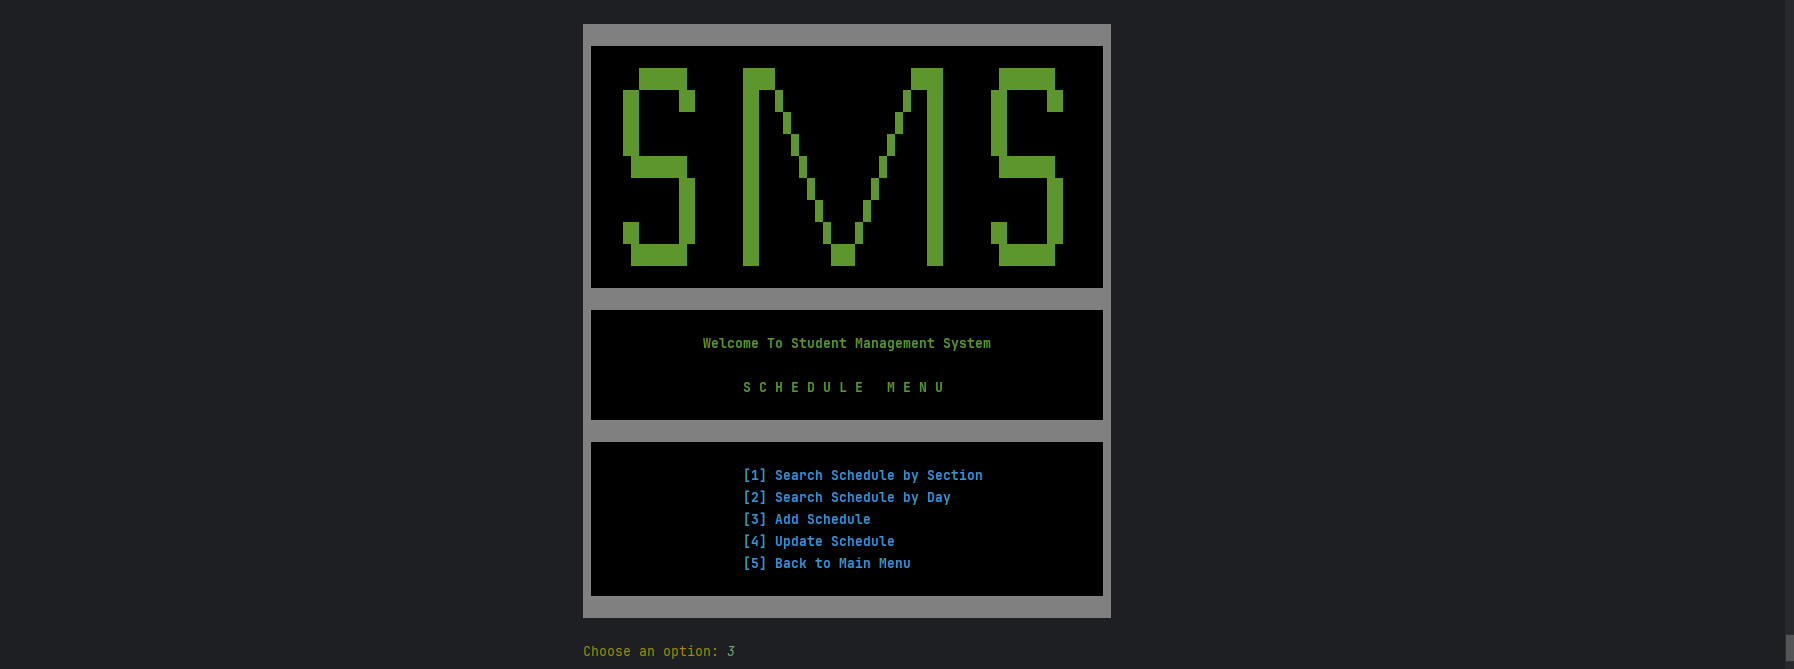 SMS
Welcome To Student Management System
S C H E D U L E   M E N U
[1] Search Schedule by Section
[2] Search Schedule by Day
[3] Add Schedule
[4] Update Schedule
[5] Back to Main Menu
Choose an option: 3